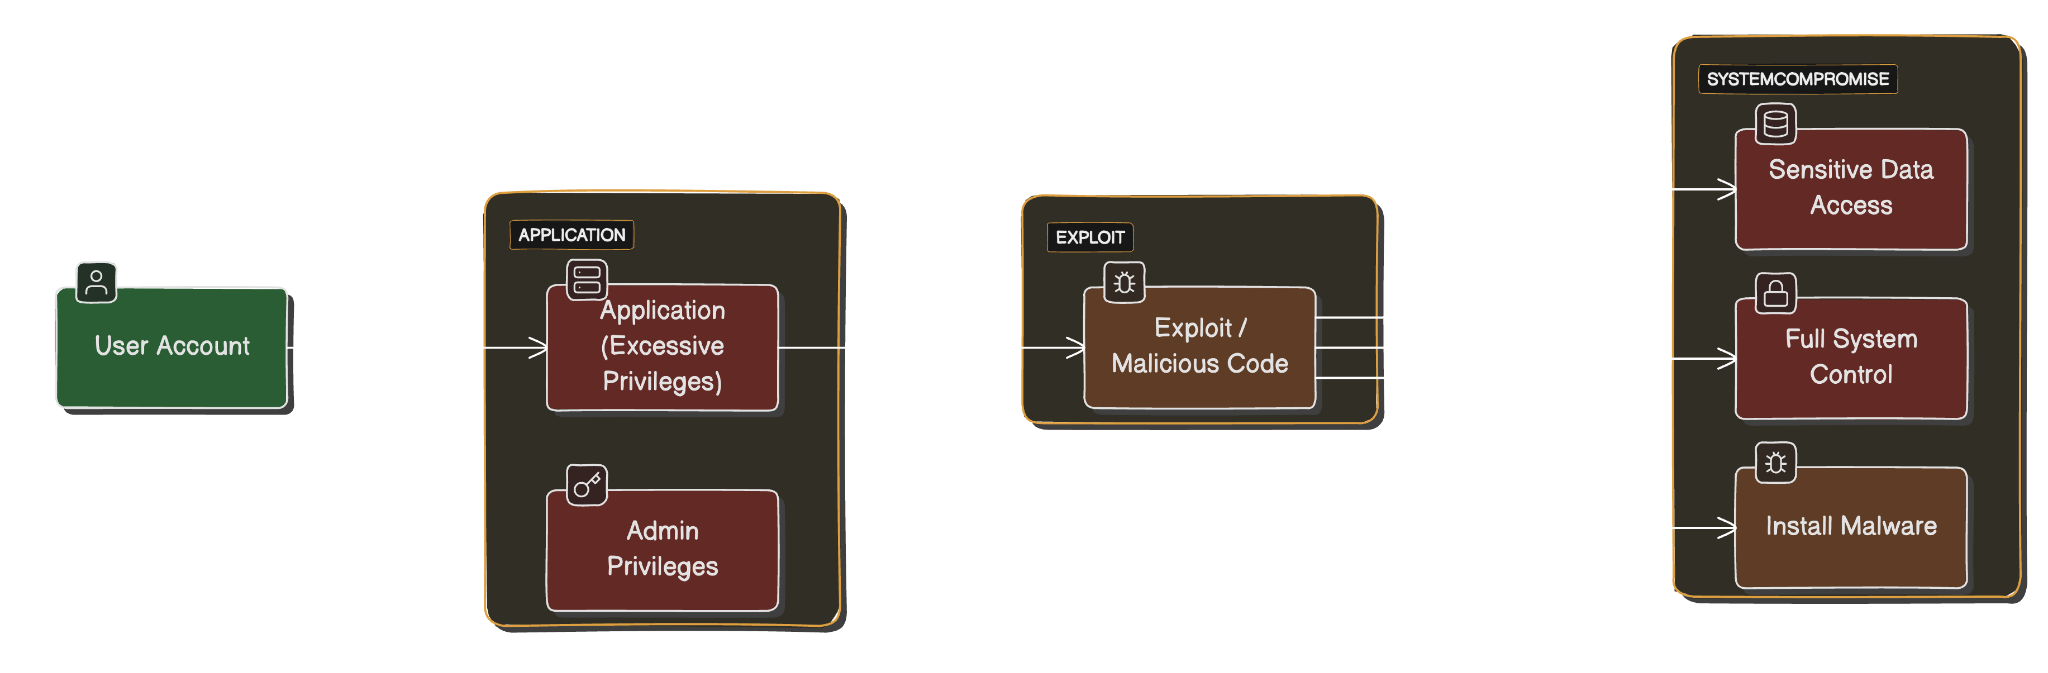 User Account
APPLICATION
Application
(Excessive
Privileges)
Admin
Privileges
EXPLOIT
Exploit /
Malicious Code
SYSTEMCOMPROMISE
Sensitive Data
Access
Full System
Control
Install Malware